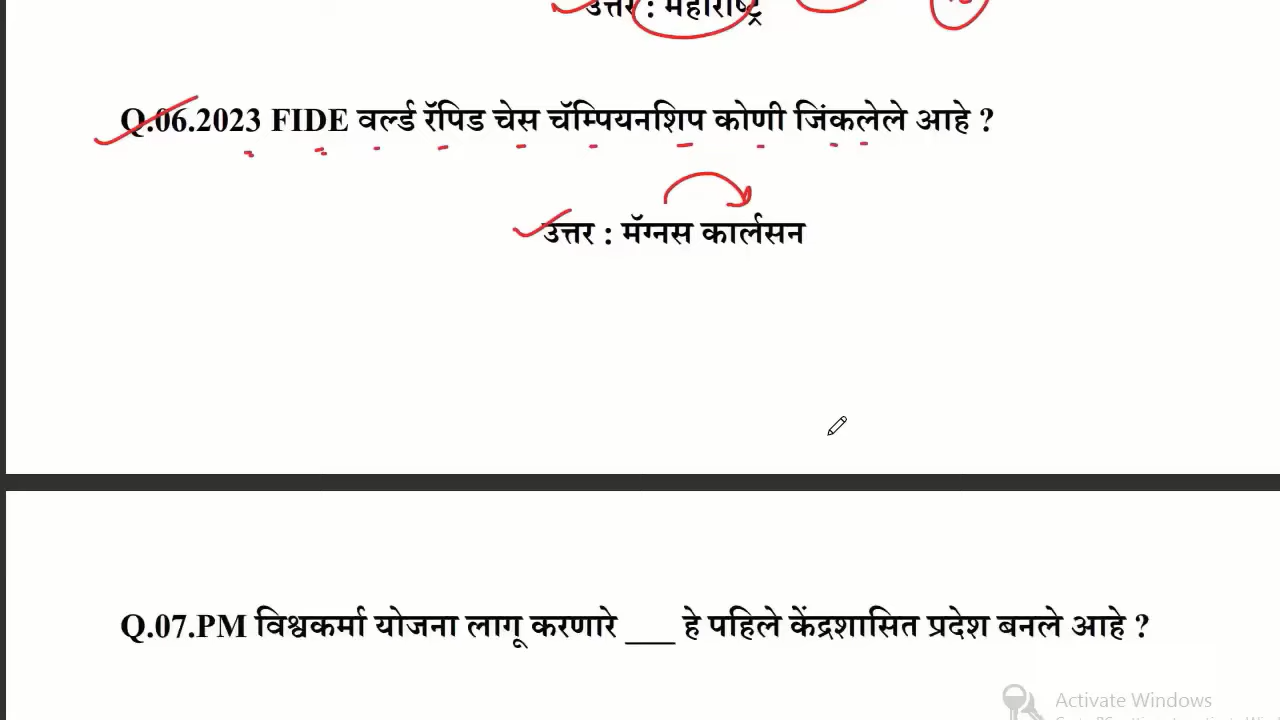 उत्तर : महाराष्ट्र
Q.06.2023 FIDE वर्ल्ड रॅपिड चेस चॅम्पियनशिप कोणी जिंकलेले आहे ?
उत्तर : मॅग्नस कार्लसन
Q.07.PM विश्वकर्मा योजना लागू करणारे ___ हे पहिले केंद्रशासित प्रदेश बनले आहे ?
Activate Windows